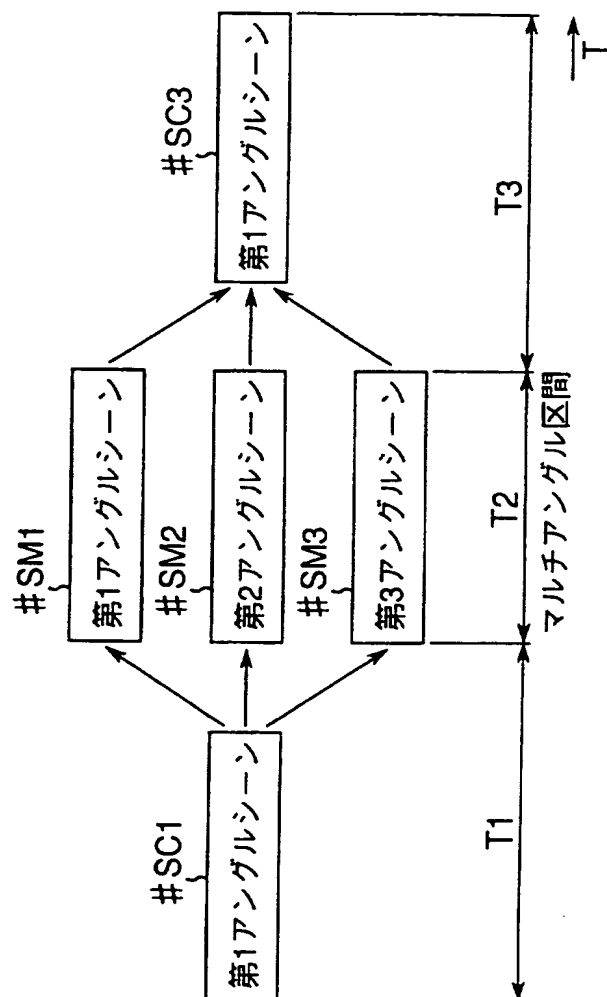 #SC1
第1アングルシーン
#SM1
第1アングルシーン
#SM2
第2アングルシーン
#SM3
第3アングルシーン
#SC3
第1アングルシーン
T1
T2
T3
マルチアングル区間
T